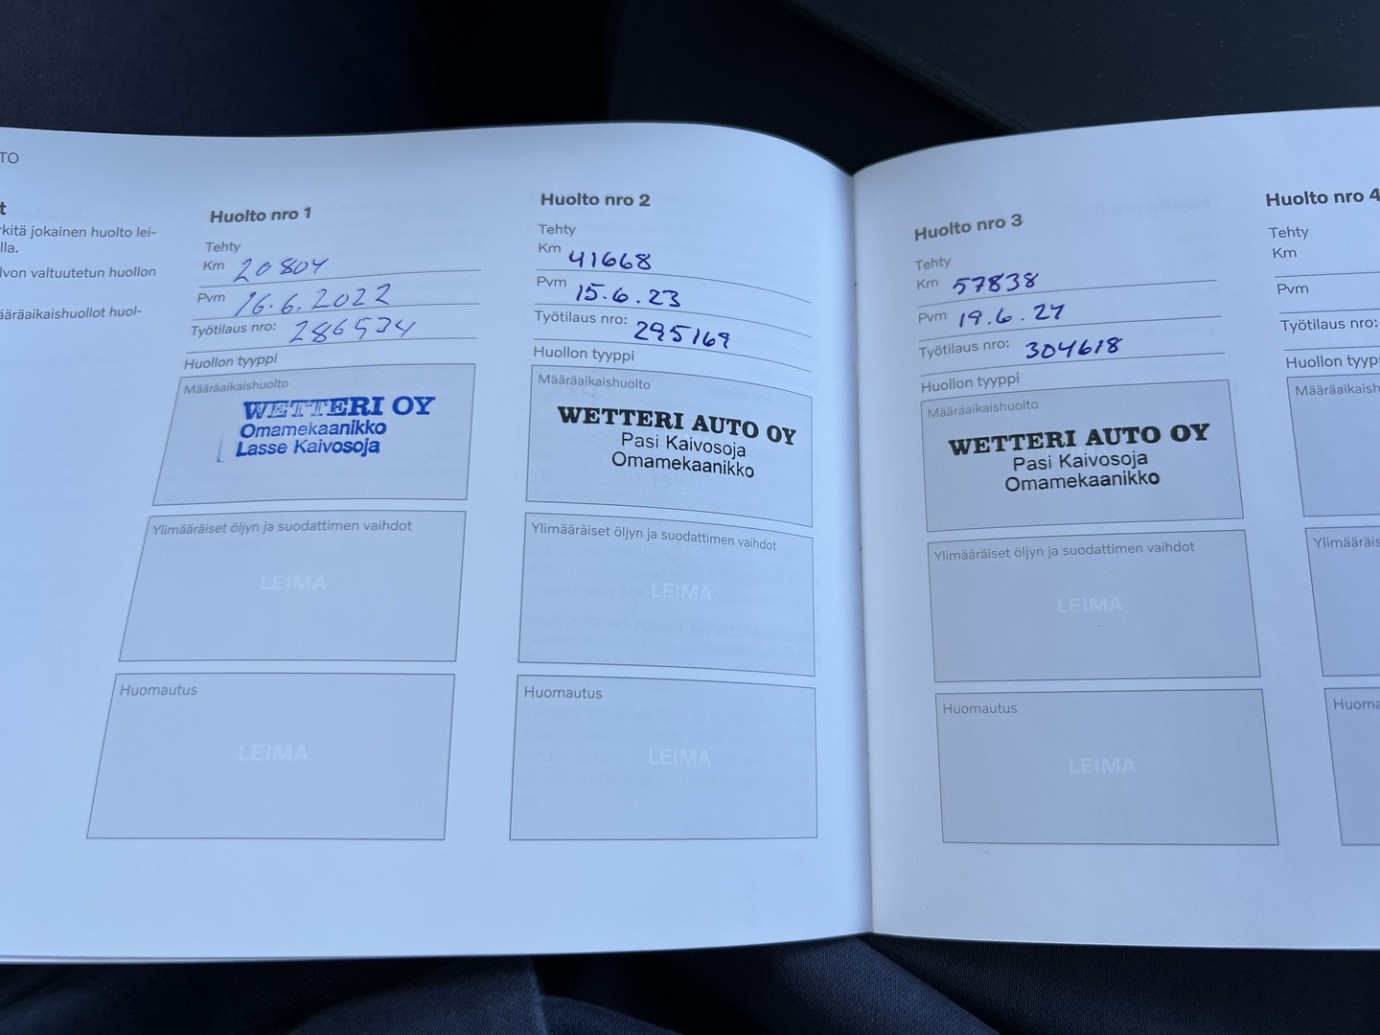 TO
t
rkitä jokainen huolto lei-
lla.
lvon valtuutetun huollon
ääräaikaishuollot huol-
Huolto nro 1
Tehty
Km 20804
Pvm 16.6.2022
Työtilaus nro: 286534
Huollon tyyppi
Määräaikaishuolto
WETTERI OY
Omamekaanikko
Lasse Kaivosoja
Ylimääräiset öljyn ja suodattimen vaihdot
LEIMA
Huomautus
LEIMA
Huolto nro 2
Tehty
Km 41668
Pvm 15.6.23
Työtilaus nro: 295169
Huollon tyyppi
Määräaikaishuolto
WETTERI AUTO OY
Pasi Kaivosoja
Omamekaanikko
Ylimääräiset öljyn ja suodattimen vaihdot
LEIMA
Huomautus
LEIMA
Huolto nro 3
Tehty
Km 57838
Pvm 19.6.24
Työtilaus nro: 304618
Huollon tyyppi
Määräaikaishuolto
WETTERI AUTO OY
Pasi Kaivosoja
Omamekaanikko
Ylimääräiset öljyn ja suodattimen vaihdot
LEIMA
Huomautus
LEIMA
Huolto nro 4
Tehty
Km
Pvm
Työtilaus nro:
Huollon typp
Määräaikaish
Ylimääräis
Huoma